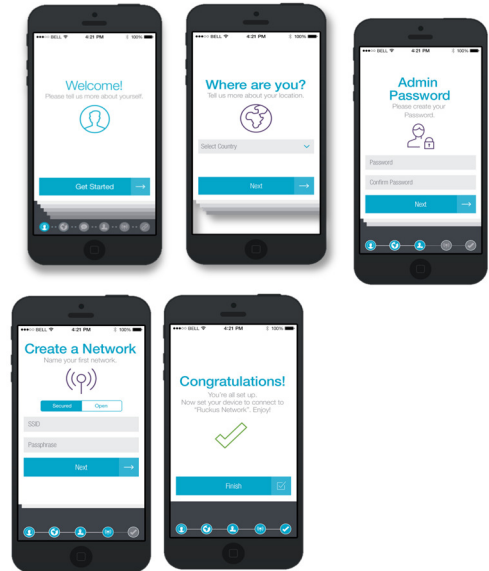 ●●●○○ BELL 4:21 PM 100%
Welcome!
Please tell us more about yourself.
Get Started
●●●○○ BELL 4:21 PM 100%
Where are you?
Tell us more about your location.
Select Country
Next
●●●○○ BELL 4:21 PM 100%
Admin
Password
Please create your
Password.
Password
Confirm Password
Next
●●●○○ BELL 4:21 PM 100%
Create a Network
Name your first network.
Secured Open
SSID
Passphrase
Next
●●●○○ BELL 4:21 PM 100%
Congratulations!
You're all set up.
Now set your device to connect to
"Ruckus Network". Enjoy!
Finish